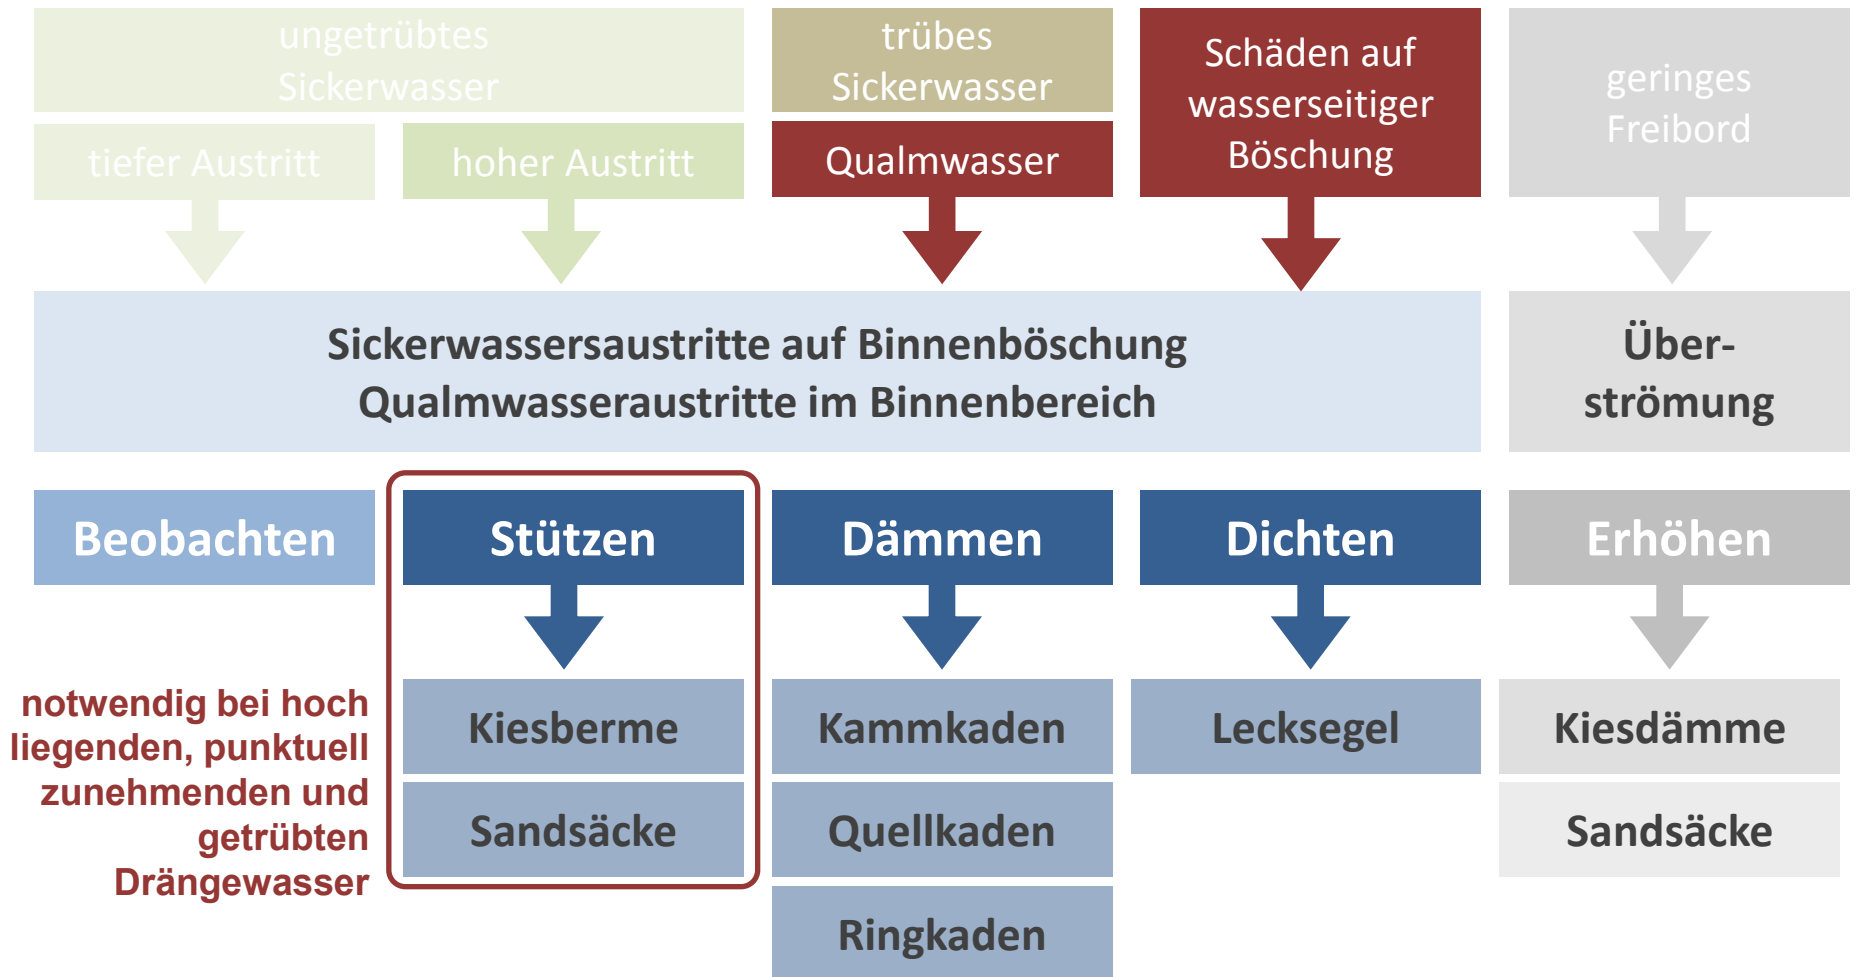 ungetrübtes
Sickerwasser
tiefer Austritt
hoher Austritt
trübes
Sickerwasser
Qualmwasser
Schäden auf
wasserseitiger
Böschung
geringes
Freibord
Sickerwassersaustritte auf Binnenböschung
Qualmwasseraustritte im Binnenbereich
Über-
strömung
Beobachten
Stützen
Dämmen
Dichten
Erhöhen
notwendig bei hoch
liegenden, punktuell
zunehmenden und
getrübten
Drängewasser
Kiesberme
Sandsäcke
Kammkaden
Quellkaden
Ringkaden
Lecksegel
Kiesdämme
Sandsäcke